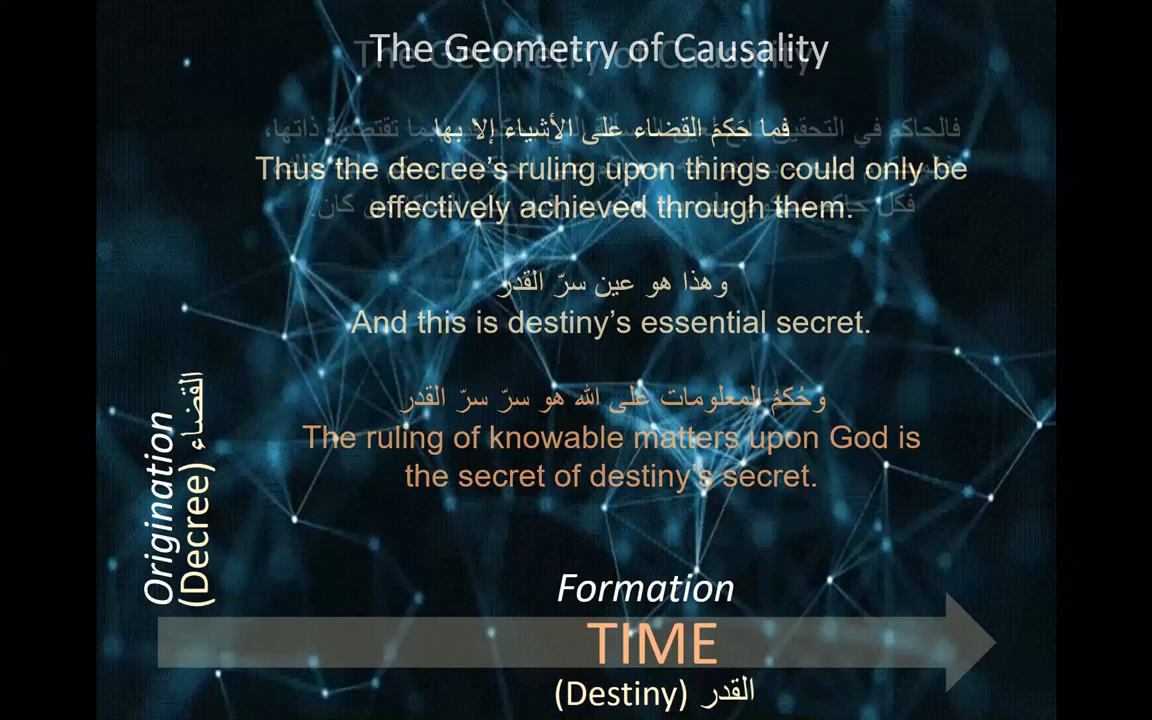 The Geometry of Causality
فما حَكَمَ القضاء على الأشياء إلا بها
Thus the decree's ruling upon things could only be
effectively achieved through them.
وهذا هو عين سرّ القدر
And this is destiny's essential secret.
وحُكمُ المعلومات على الله هو سرّ سرّ القدر
The ruling of knowable matters upon God is
the secret of destiny's secret.
Origination
(Decree) القضاء
Formation
TIME
(Destiny) القدر